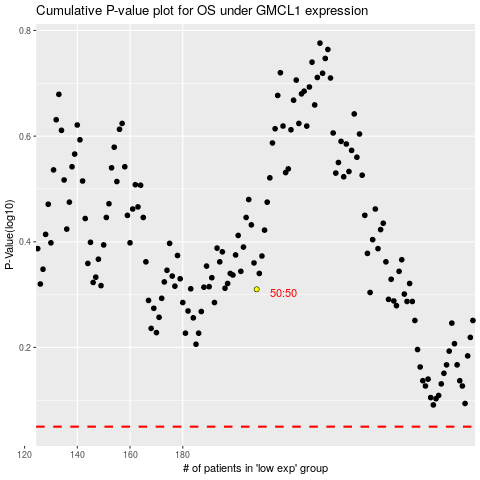 Cumulative P-value plot for OS under GMCL1 expression
P-Value(log10)
0.8
0.6
0.4
0.2
50:50
120 140 160 180
# of patients in 'low exp' group